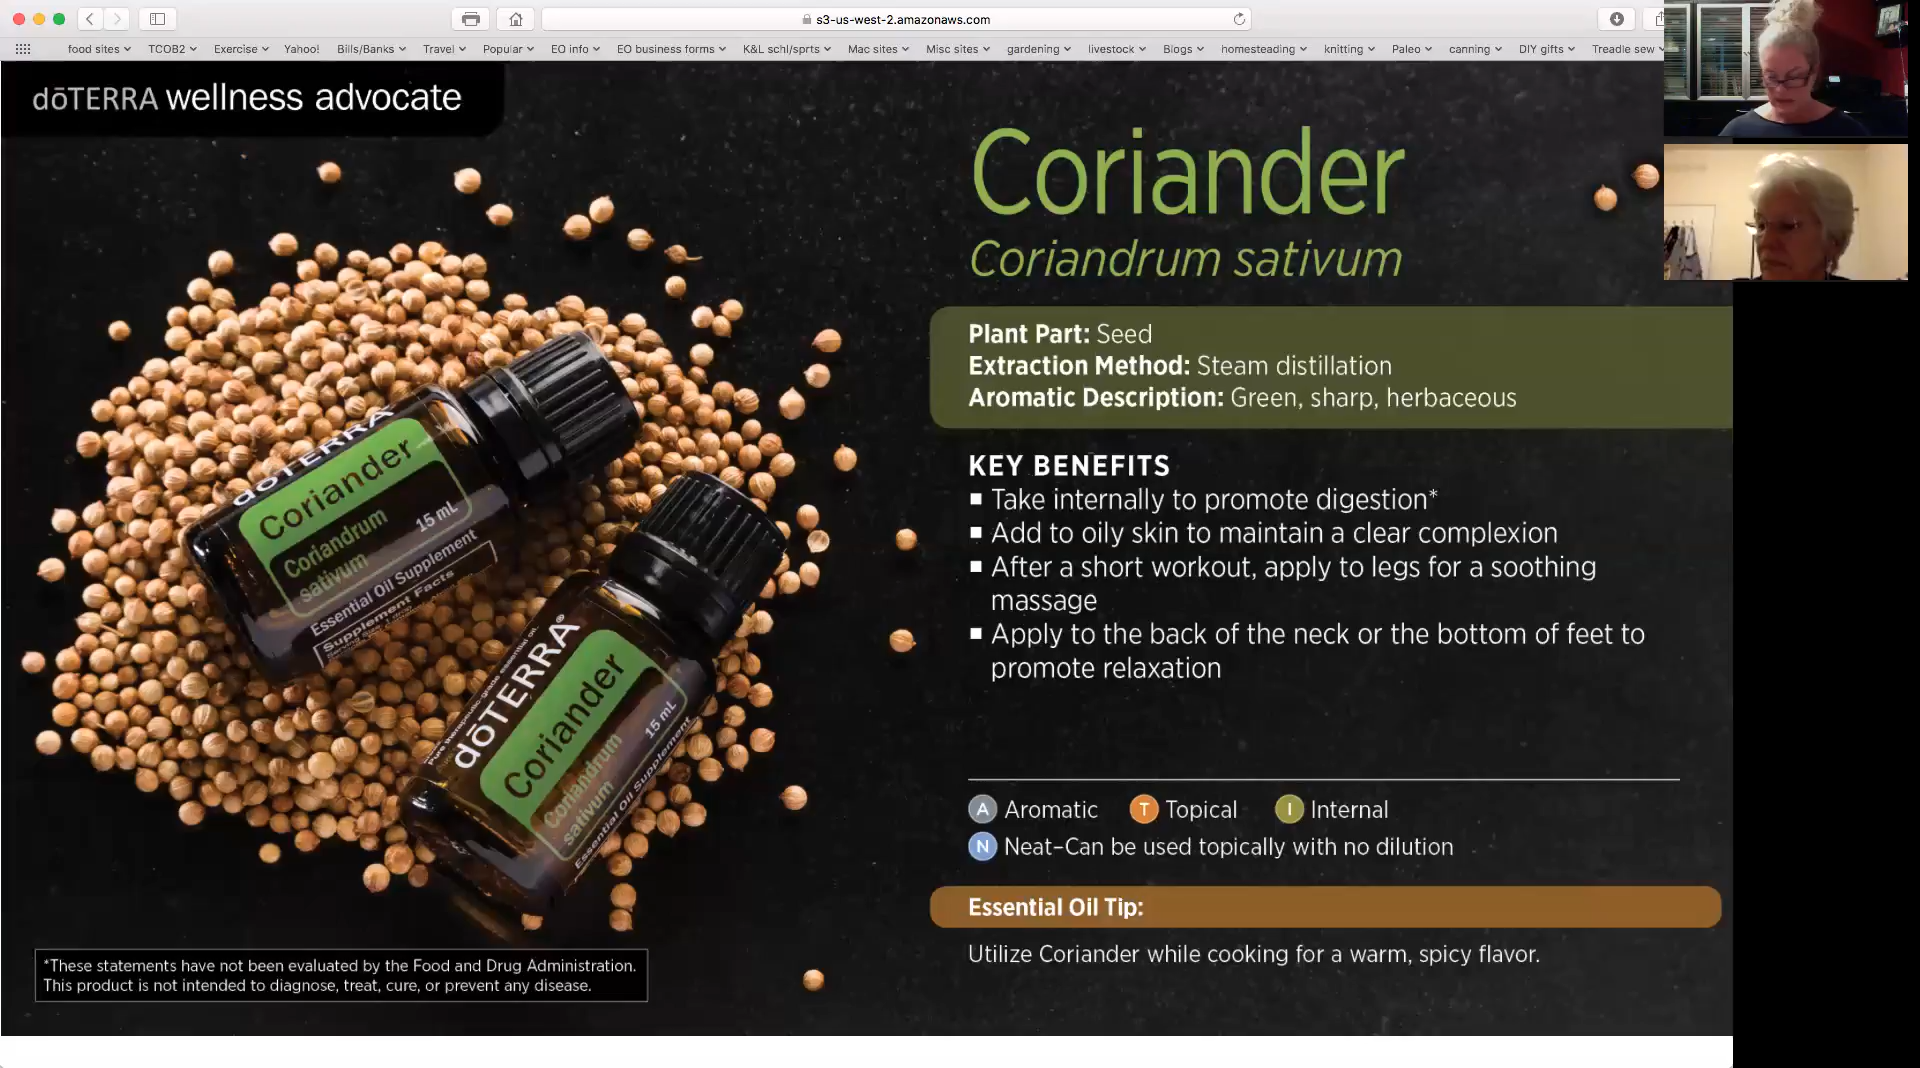 s3-us-west-2.amazonaws.com
food sites TCOB2 Exercise Yahoo! Bills/Banks Travel Popular EO info EO business forms K&L schl/sprts Mac sites Misc sites gardening livestock Blogs homesteading knitting Paleo canning DIY gifts Treadle sew
dōTERRA wellness advocate
Coriander
Coriandrum sativum
Plant Part: Seed
Extraction Method: Steam distillation
Aromatic Description: Green, sharp, herbaceous
KEY BENEFITS
▪ Take internally to promote digestion*
▪ Add to oily skin to maintain a clear complexion
▪ After a short workout, apply to legs for a soothing
massage
▪ Apply to the back of the neck or the bottom of feet to
promote relaxation
A Aromatic T Topical I Internal
N Neat–Can be used topically with no dilution
Essential Oil Tip:
Utilize Coriander while cooking for a warm, spicy flavor.
dōTERRA
Coriander
Coriandrum
sativum
15 mL
Essential Oil Supplement
Supplement Facts
dōTERRA®
Coriander
Coriandrum
sativum
15 mL
Essential Oil Supplement
*These statements have not been evaluated by the Food and Drug Administration.
This product is not intended to diagnose, treat, cure, or prevent any disease.